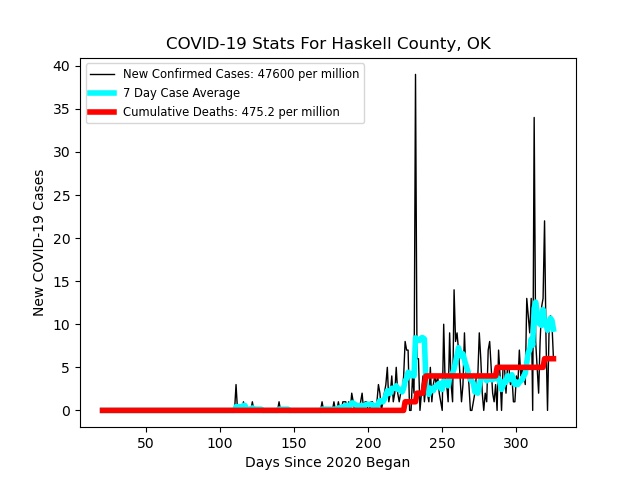 COVID-19 Stats For Haskell County, OK
New Confirmed Cases: 47600 per million
7 Day Case Average
Cumulative Deaths: 475.2 per million
New COVID-19 Cases
40
35
30
25
20
15
10
5
0
50 100 150 200 250 300
Days Since 2020 Began